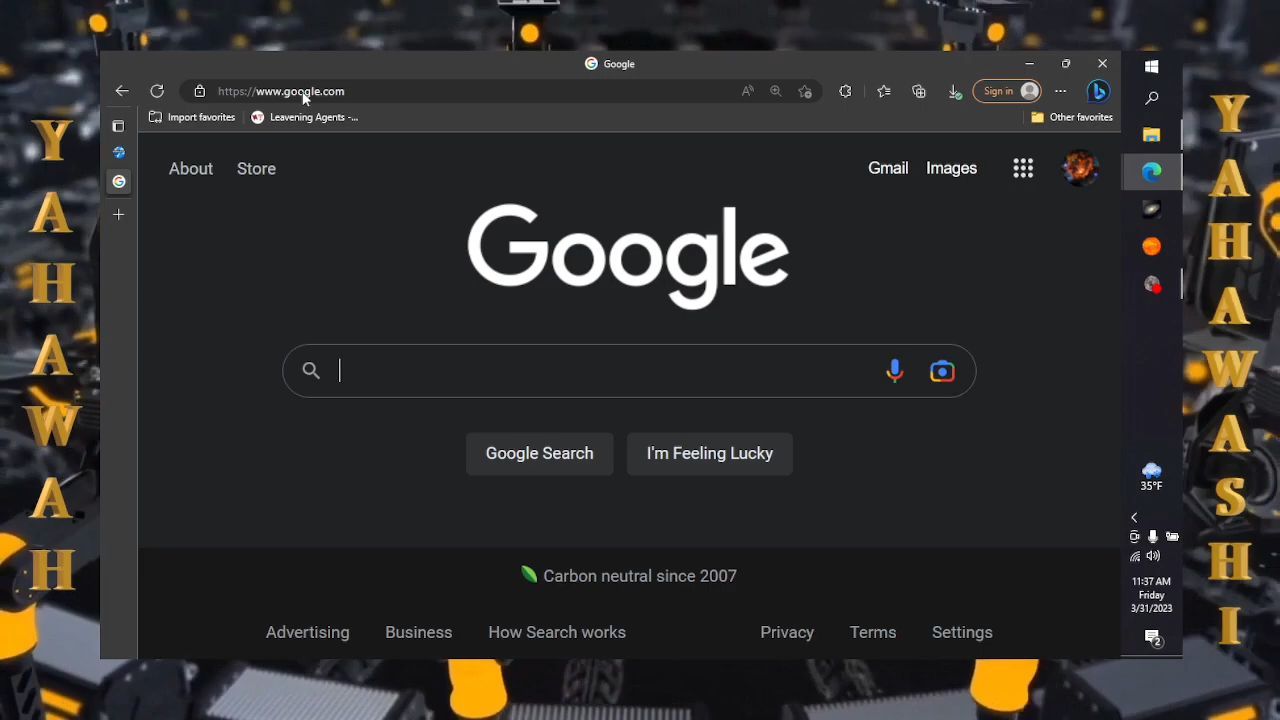 Google
https://www.google.com
Sign in
Import favorites
Leavening Agents -...
Other favorites
About
Store
Gmail
Images
Google
Google Search
I'm Feeling Lucky
Carbon neutral since 2007
Advertising
Business
How Search works
Privacy
Terms
Settings
35°F
11:37 AM
Friday
3/31/2023
2
YAHAWAH
YAHAWASHI